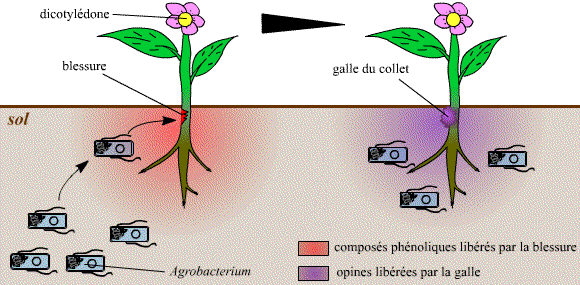 dicotylédone
blessure
galle du collet
sol
Agrobacterium
composés phénoliques libérés par la blessure
opines libérées par la galle